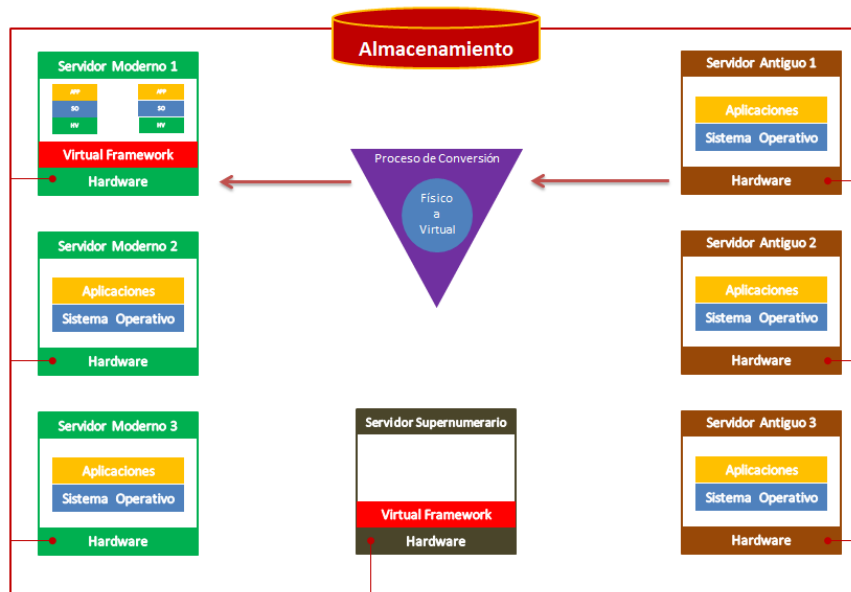 Almacenamiento
Servidor Moderno 1
APP
APP
SO
SO
HV
HV
Virtual Framework
Hardware
Servidor Moderno 2
Aplicaciones
Sistema Operativo
Hardware
Servidor Moderno 3
Aplicaciones
Sistema Operativo
Hardware
Proceso de Conversión
Físico
a
Virtual
Servidor Supernumerario
Virtual Framework
Hardware
Servidor Antiguo 1
Aplicaciones
Sistema Operativo
Hardware
Servidor Antiguo 2
Aplicaciones
Sistema Operativo
Hardware
Servidor Antiguo 3
Aplicaciones
Sistema Operativo
Hardware